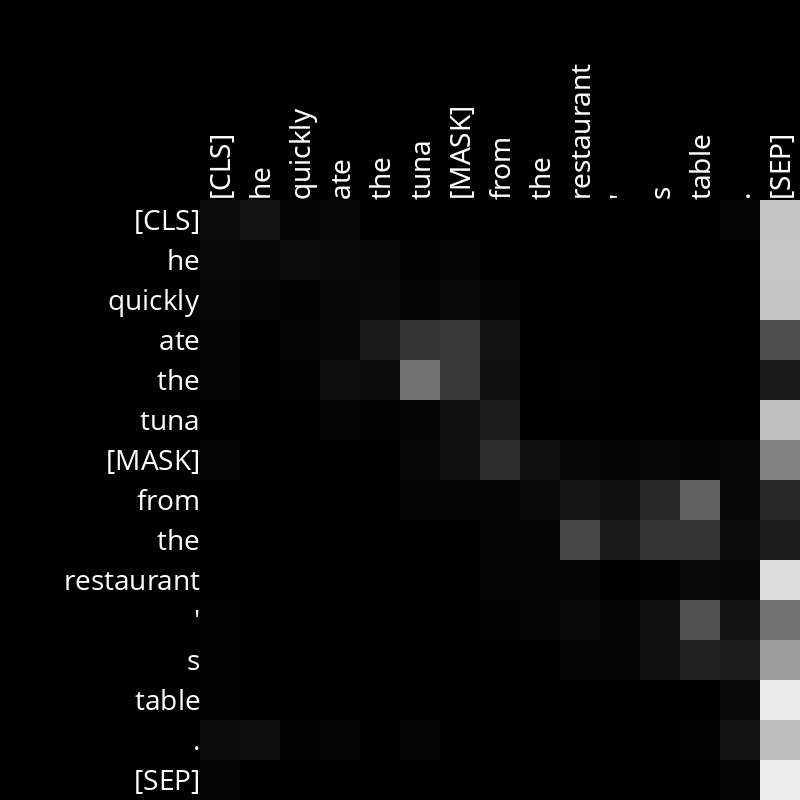 [CLS] he quickly ate the tuna [MASK] from the restaurant ' s table . [SEP]
[CLS]
he
quickly
ate
the
tuna
[MASK]
from
the
restaurant
'
s
table
.
[SEP]